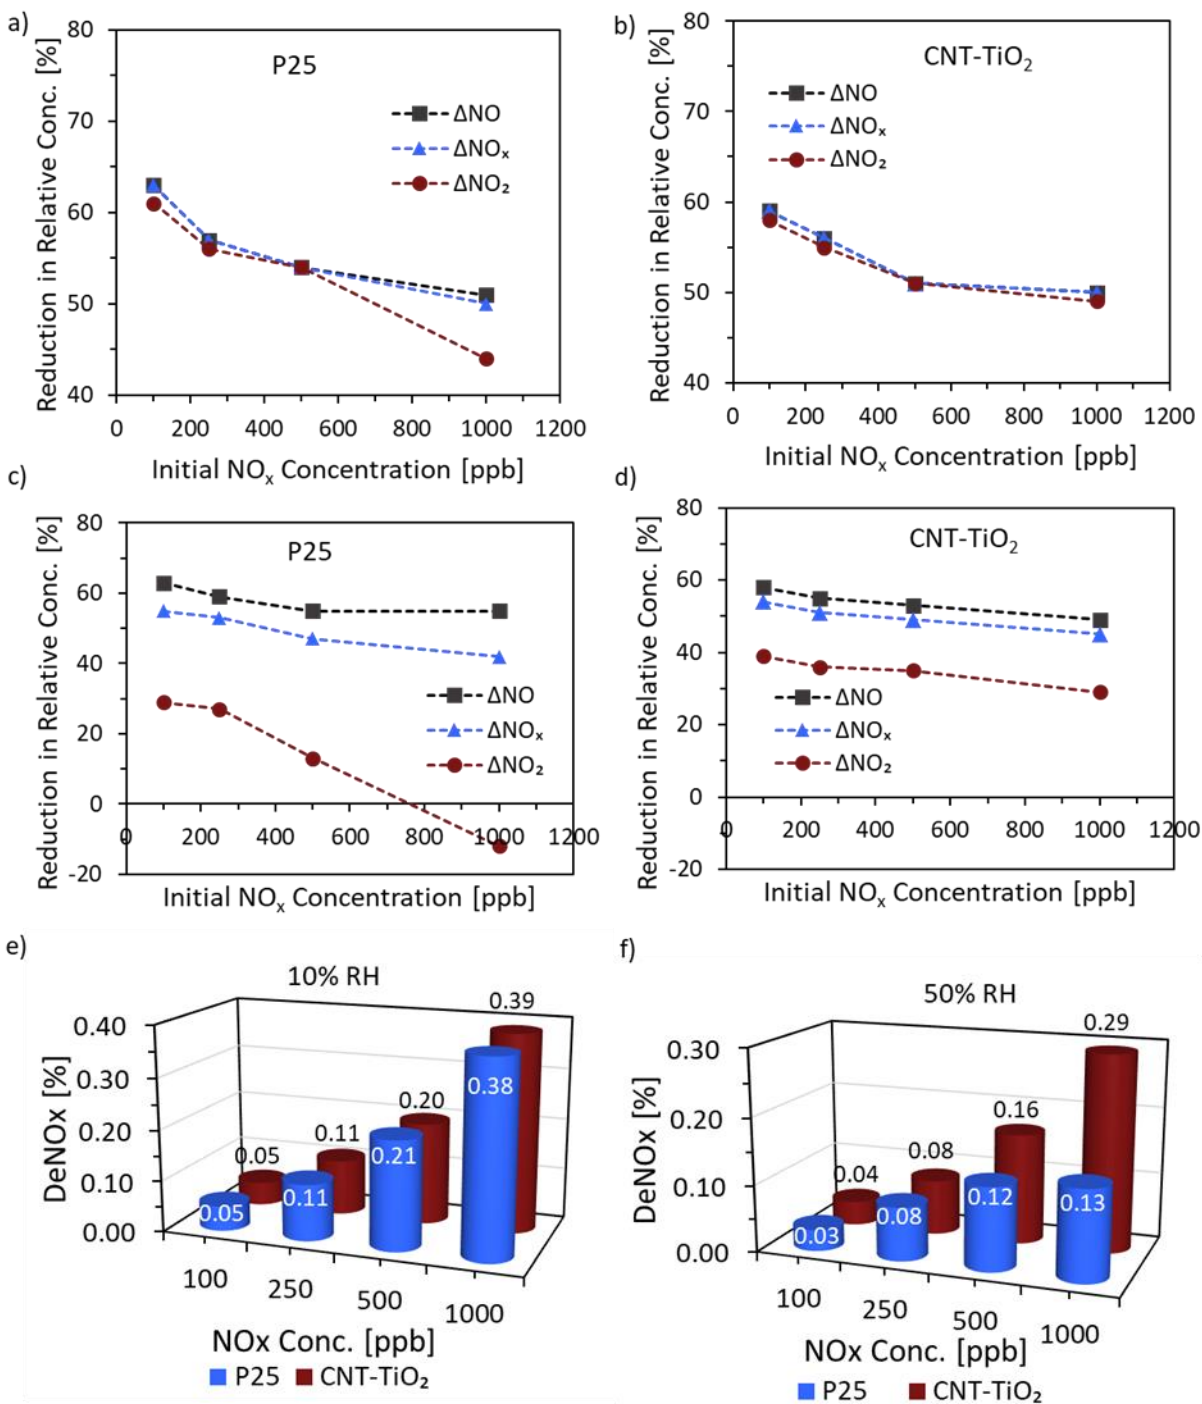 a)
P25
Reduction in Relative Conc. [%]
80
70
60
50
40
ΔNO
ΔNOₓ
ΔNO₂
0 200 400 600 800 1000 1200
Initial NOₓ Concentration [ppb]
b)
CNT-TiO₂
Reduction in Relative Conc. [%]
80
70
60
50
40
ΔNO
ΔNOₓ
ΔNO₂
0 200 400 600 800 1000 1200
Initial NOₓ Concentration [ppb]
c)
P25
Reduction in Relative Conc. [%]
80
60
40
20
0
-20
ΔNO
ΔNOₓ
ΔNO₂
0 200 400 600 800 1000 1200
Initial NOₓ Concentration [ppb]
d)
CNT-TiO₂
Reduction in Relative Conc. [%]
80
60
40
20
0
-20
ΔNO
ΔNOₓ
ΔNO₂
0 200 400 600 800 1000 1200
Initial NOₓ Concentration [ppb]
e)
10% RH
DeNOx [%]
0.40
0.30
0.20
0.10
0.00
0.05 0.11 0.20 0.39
0.05 0.11 0.21 0.38
100 250 500 1000
NOx Conc. [ppb]
P25 CNT-TiO₂
f)
50% RH
DeNOx [%]
0.30
0.20
0.10
0.00
0.04 0.08 0.16 0.29
0.03 0.08 0.12 0.13
100 250 500 1000
NOx Conc. [ppb]
P25 CNT-TiO₂